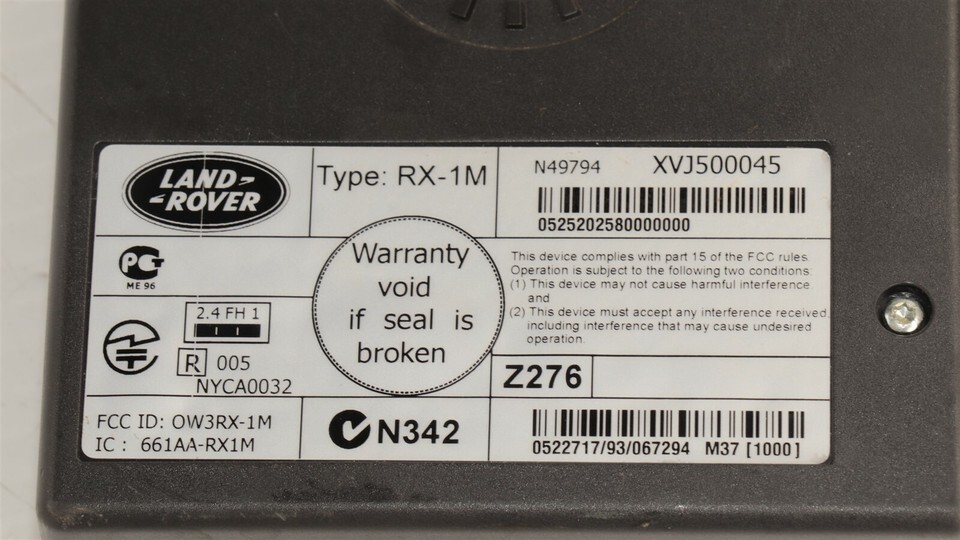 LAND-
-ROVER
Type: RX-1M
N49794 XVJ500045
0525202580000000
PCT
ME 96
Warranty
void
if seal is
broken
This device complies with part 15 of the FCC rules
Operation is subject to the following two conditions:
(1) This device may not cause harmful interference
and
(2) This device must accept any interference received,
including interference that may cause undesired
operation.
2.4 FH 1
R 005
NYCA0032
Z276
FCC ID: OW3RX-1M
IC : 661AA-RX1M
N342
0522717/93/067294 M37 [1000]